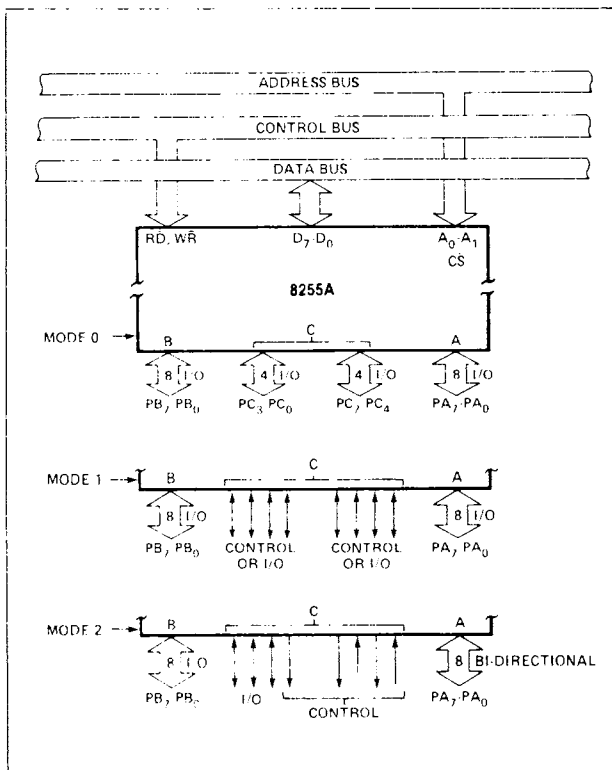 ADDRESS BUS
CONTROL BUS
DATA BUS
RD, WR D7-D0 A0-A1
CS
8255A
MODE 0
B C A
8 I/O 4 I/O 4 I/O 8 I/O
PB7 PB0 PC3 PC0 PC7 PC4 PA7-PA0
MODE 1
B C A
8 I/O 8 I/O
PB7 PB0 CONTROL OR I/O CONTROL OR I/O PA7 PA0
MODE 2
B C A
8 I/O 8 BI-DIRECTIONAL
PB7 PB0 I/O CONTROL PA7-PA0